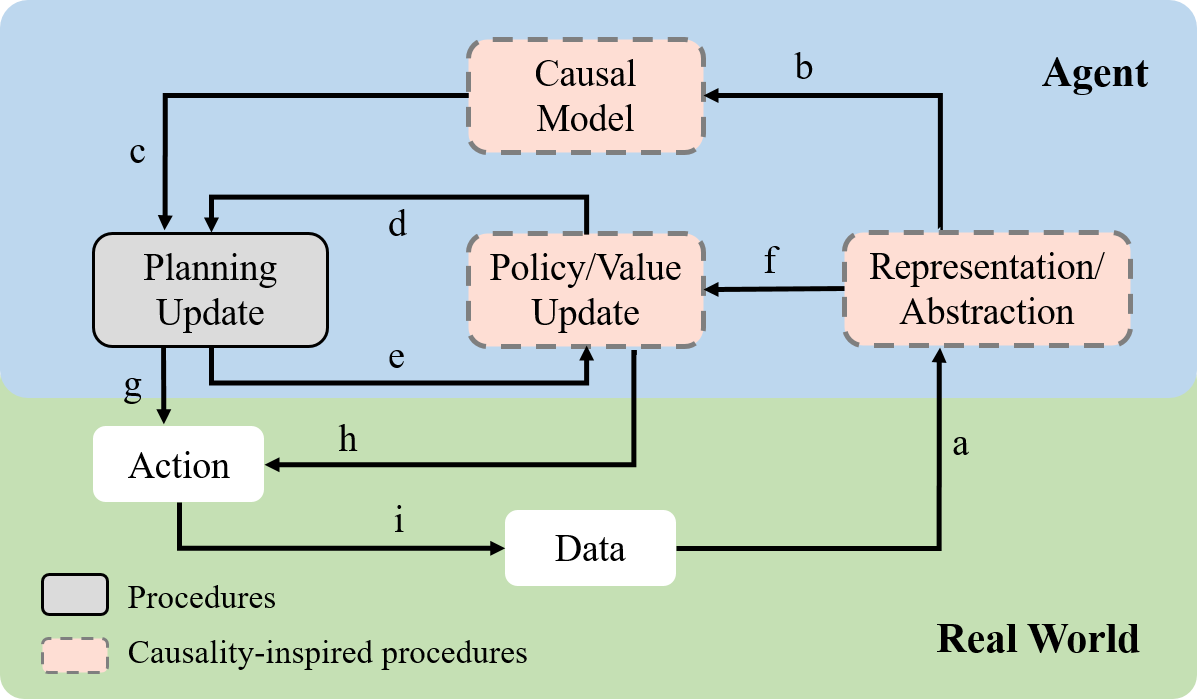 Causal
Model
b
Agent
c
d
Planning
Update
Policy/Value
Update
f
Representation/
Abstraction
e
g
Action
h
a
i
Data
Procedures
Causality-inspired procedures
Real World